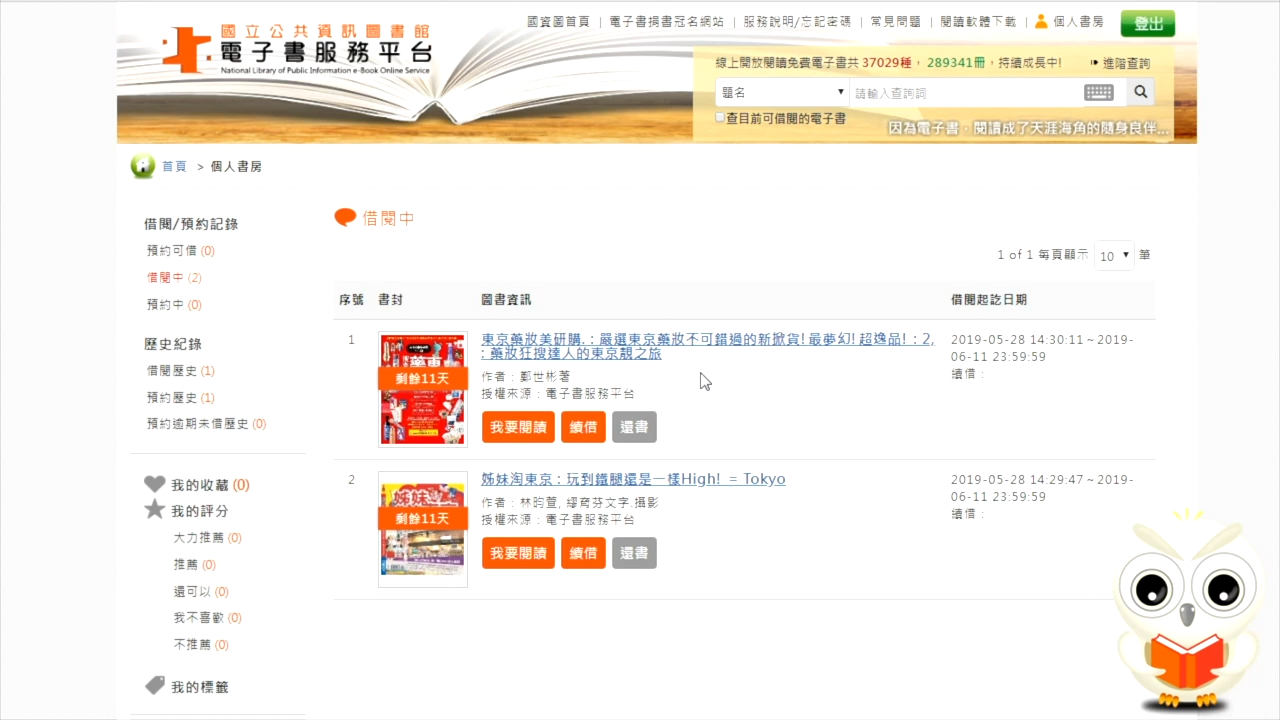 國資圖首頁 | 電子書捐書冠名網站 | 服務說明/忘記密碼 | 常見問題 | 閱讀軟體下載 | 個人書房 登出
國立公共資訊圖書館
電子書服務平台
National Library of Public Information e-Book Online Service
線上開放閱讀免費電子書共 37029種, 289341冊,持續成長中! 進階查詢
題名 請輸入查詢詞
查目前可借閱的電子書
因為電子書‧閱讀成了天涯海角的隨身良伴...
首頁 > 個人書房
借閱/預約記錄
預約可借 (0)
借閱中 (2)
預約中 (0)
歷史紀錄
借閱歷史 (1)
預約歷史 (1)
預約逾期未借歷史 (0)
我的收藏 (0)
我的評分
大力推薦 (0)
推薦 (0)
還可以 (0)
我不喜歡 (0)
不推薦 (0)
我的標籤
借閱中
1 of 1 每頁顯示 10 筆
序號 書封 圖書資訊 借閱起訖日期
1
剩餘11天
東京藥妝美研購. : 嚴選東京藥妝不可錯過的新掀貨! 最夢幻! 超逸品! : 2,
: 藥妝狂搜達人的東京靚之旅
作者 : 鄭世彬著
授權來源 : 電子書服務平台
我要閱讀 續借 還書
2019-05-28 14:30:11 ~ 2019-
06-11 23:59:59
續借 :
2
姊妹淘東京
剩餘11天
姊妹淘東京 : 玩到鐵腿還是一樣High! = Tokyo
作者 : 林昀萱, 繆育芬文字.攝影
授權來源 : 電子書服務平台
我要閱讀 續借 還書
2019-05-28 14:29:47 ~ 2019-
06-11 23:59:59
續借 :